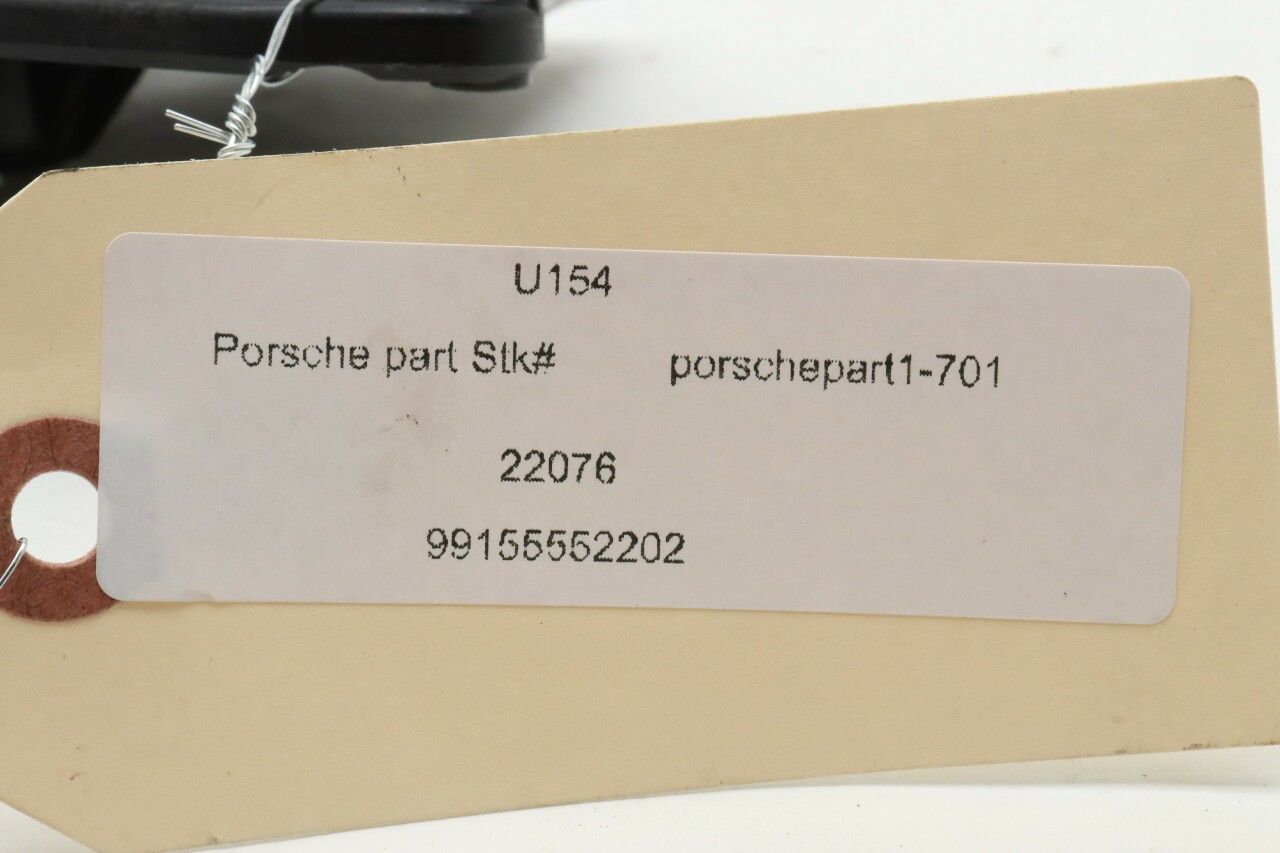 U154
Porsche part Stk# porschepart1-701
22076
99155552202